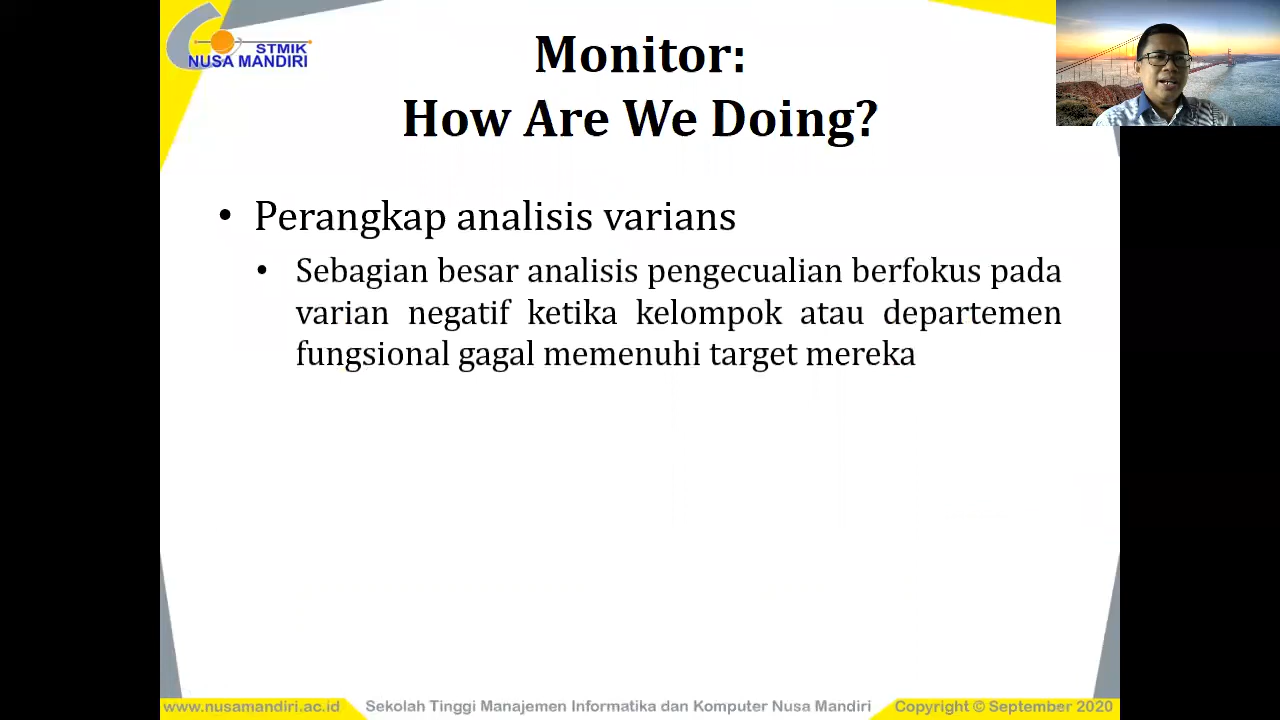 STMIK
NUSA MANDIRI
Monitor:
How Are We Doing?
• Perangkap analisis varians
• Sebagian besar analisis pengecualian berfokus pada
varian negatif ketika kelompok atau departemen
fungsional gagal memenuhi target mereka
www.nusamandiri.ac.id Sekolah Tinggi Manajemen Informatika dan Komputer Nusa Mandiri Copyright © September 2020